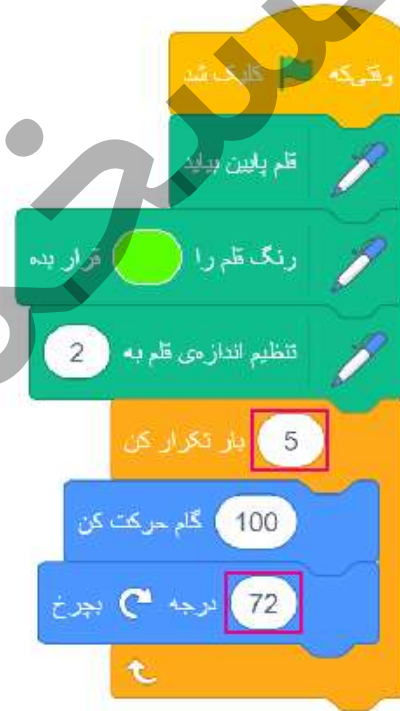 وقتی‌که کلیک شد
قلم پایین بیاید
رنگ قلم را قرار بده
تنظیم اندازه‌ی قلم به 2
5 بار تکرار کن
100 گام حرکت کن
72 درجه بچرخ